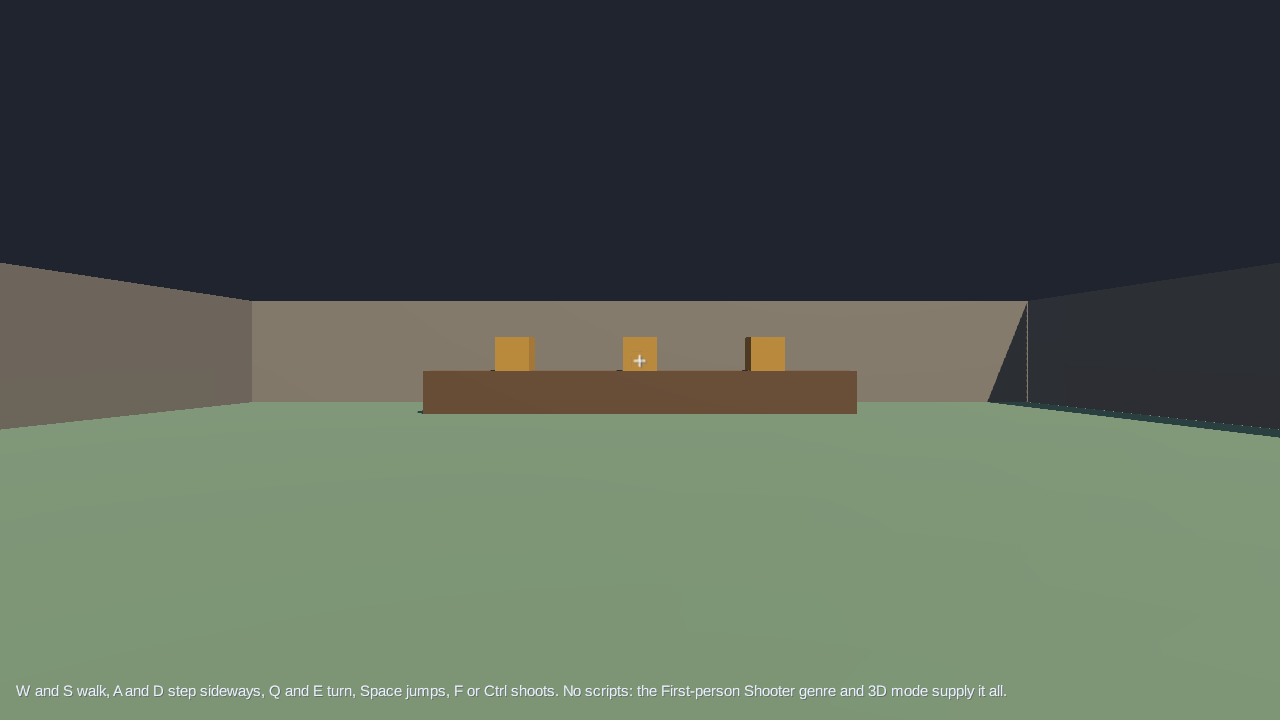 W and S walk, A and D step sideways, Q and E turn, Space jumps, F or Ctrl shoots. No scripts: the First-person Shooter genre and 3D mode supply it all.